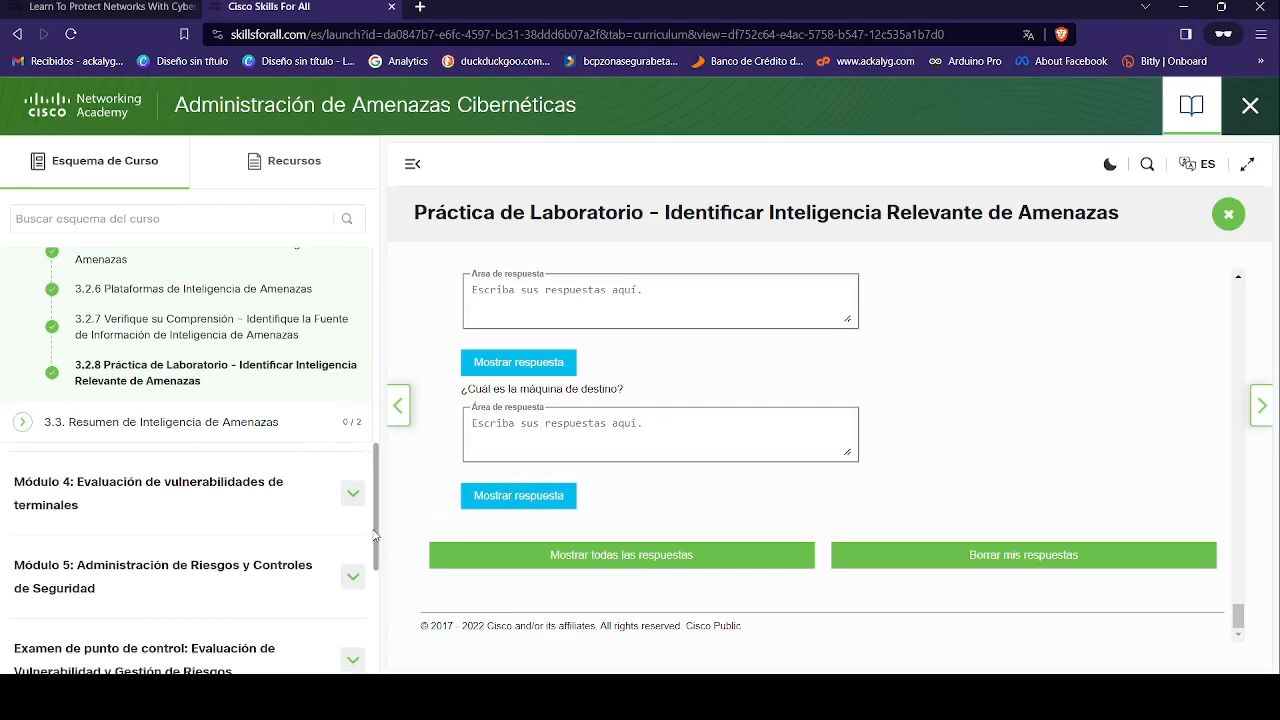 Learn To Protect Networks With Cyber
Cisco Skills For All
skillsforall.com/es/launch?id=da0847b7-e6fc-4597-bc31-38ddd6b07a2f&tab=curriculum&view=df752c64-e4ac-5758-b547-12c535a1b7d0
Recibidos - ackalyg...
Diseño sin título
Diseño sin título - L...
Analytics
duckduckgoo.com...
bcpzonasegurabeta...
Banco de Crédito d...
www.ackalyg.com
Arduino Pro
About Facebook
Bitly | Onboard
»
Networking
CISCO Academy
Administración de Amenazas Cibernéticas
Esquema de Curso
Recursos
ES
Buscar esquema del curso
Práctica de Laboratorio - Identificar Inteligencia Relevante de Amenazas
Amenazas
3.2.6 Plataformas de Inteligencia de Amenazas
3.2.7 Verifique su Comprensión - Identifique la Fuente
de Información de Inteligencia de Amenazas
3.2.8 Práctica de Laboratorio - Identificar Inteligencia
Relevante de Amenazas
3.3. Resumen de Inteligencia de Amenazas
0 / 2
Módulo 4: Evaluación de vulnerabilidades de
terminales
Módulo 5: Administración de Riesgos y Controles
de Seguridad
Examen de punto de control: Evaluación de
Vulnerabilidad y Gestión de Riesgos
Área de respuesta
Escriba sus respuestas aquí.
Mostrar respuesta
¿Cuál es la máquina de destino?
Área de respuesta
Escriba sus respuestas aquí.
Mostrar respuesta
Mostrar todas las respuestas
Borrar mis respuestas
© 2017 - 2022 Cisco and/or its affiliates. All rights reserved. Cisco Public